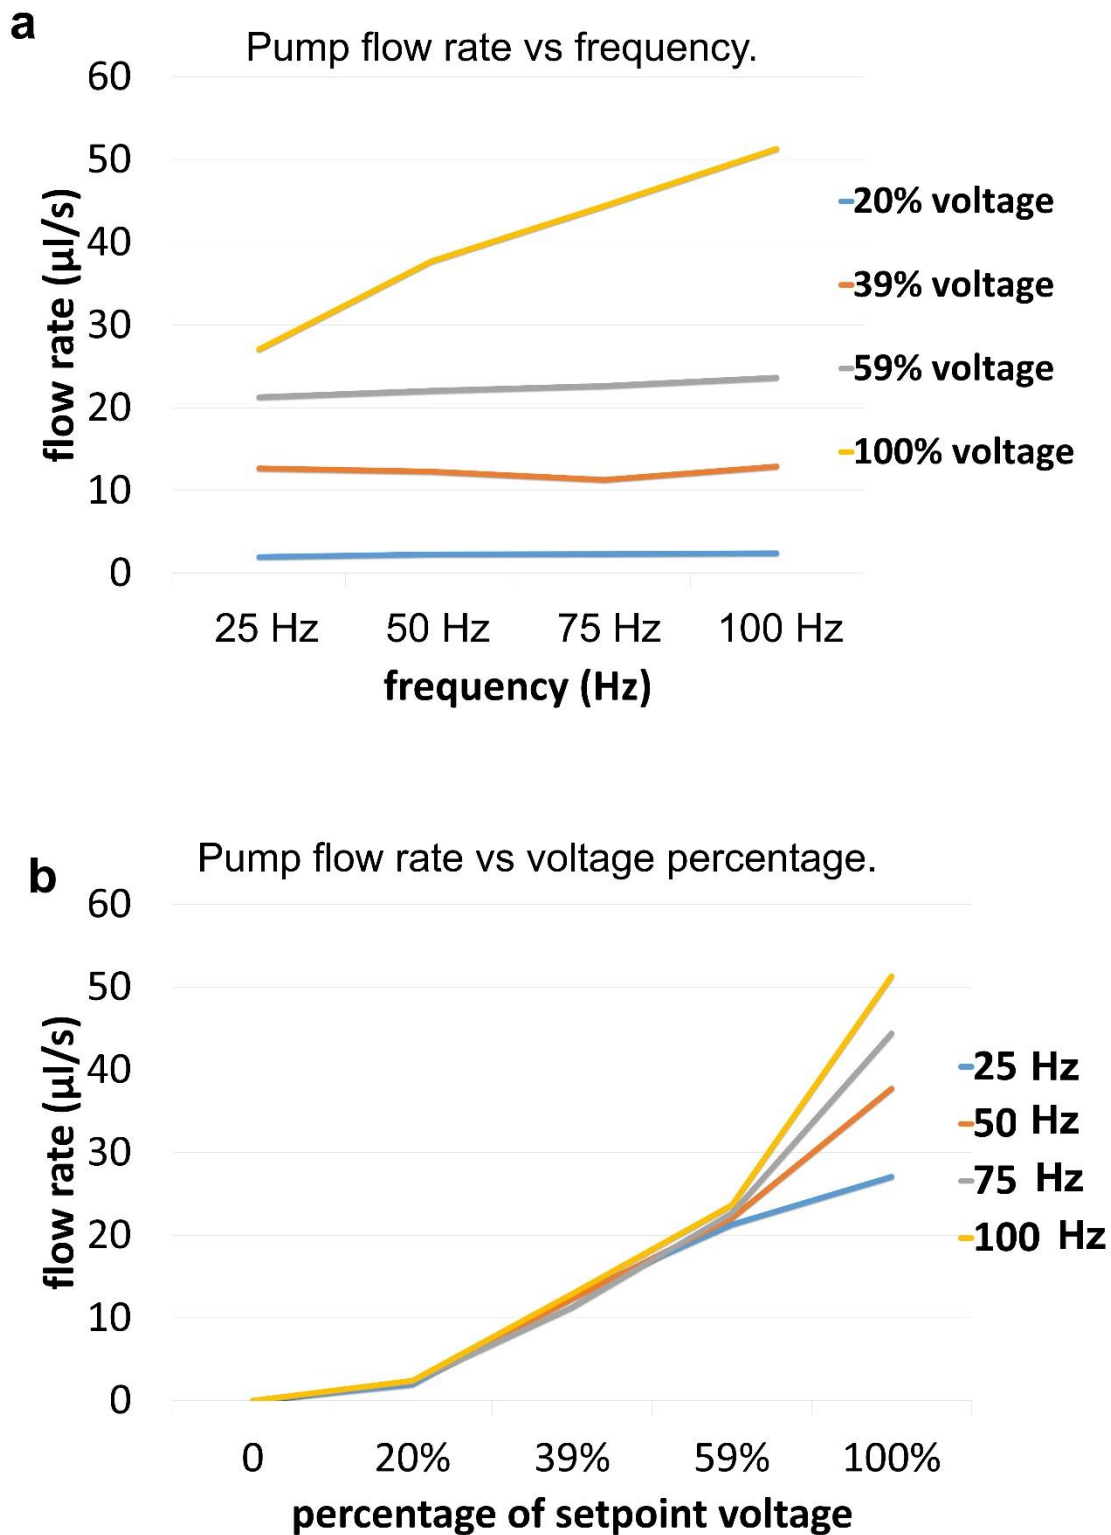 a
Pump flow rate vs frequency.
60
50
40
30
20
10
0
flow rate (µl/s)
25 Hz 50 Hz 75 Hz 100 Hz
frequency (Hz)
20% voltage
39% voltage
59% voltage
100% voltage
b
Pump flow rate vs voltage percentage.
60
50
40
30
20
10
0
flow rate (µl/s)
0 20% 39% 59% 100%
percentage of setpoint voltage
25 Hz
50 Hz
75 Hz
100 Hz